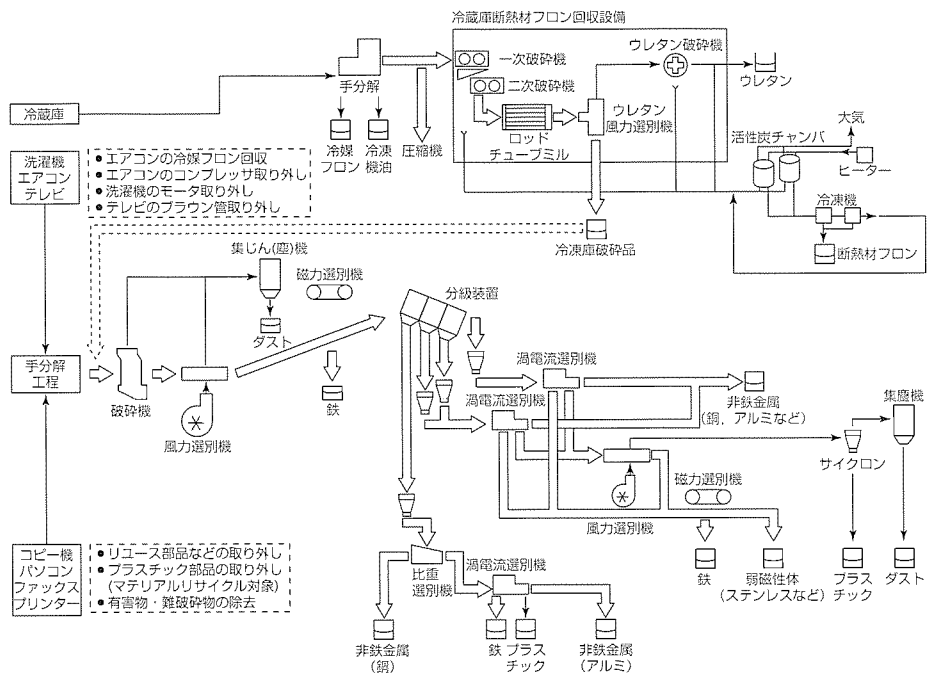 冷蔵庫断熱材フロン回収設備
ウレタン破砕機
一次破砕機
ウレタン
手分解
二次破砕機
冷蔵庫
ウレタン
風力選別機
大気
冷媒
フロン
冷凍
機油
圧縮機
ロッド
チューブミル
活性炭チャンバ
ヒーター
洗濯機
エアコン
テレビ
● エアコンの冷媒フロン回収
● エアコンのコンプレッサ取り外し
● 洗濯機のモータ取り外し
● テレビのブラウン管取り外し
冷凍機
冷凍庫破砕品
断熱材フロン
集じん(塵)機
磁力選別機
分級装置
ダスト
手分解
工程
破砕機
風力選別機
鉄
渦電流選別機
渦電流選別機
非鉄金属
(銅，アルミなど)
集塵機
サイクロン
磁力選別機
風力選別機
コピー機
パソコン
ファックス
プリンター
● リユース部品などの取り外し
● プラスチック部品の取り外し
(マテリアルリサイクル対象)
● 有害物・難破砕物の除去
比重
選別機
渦電流選別機
鉄
弱磁性体
(ステンレスなど)
プラス
チック
ダスト
非鉄金属
(銅)
鉄
プラス
チック
非鉄金属
(アルミ)